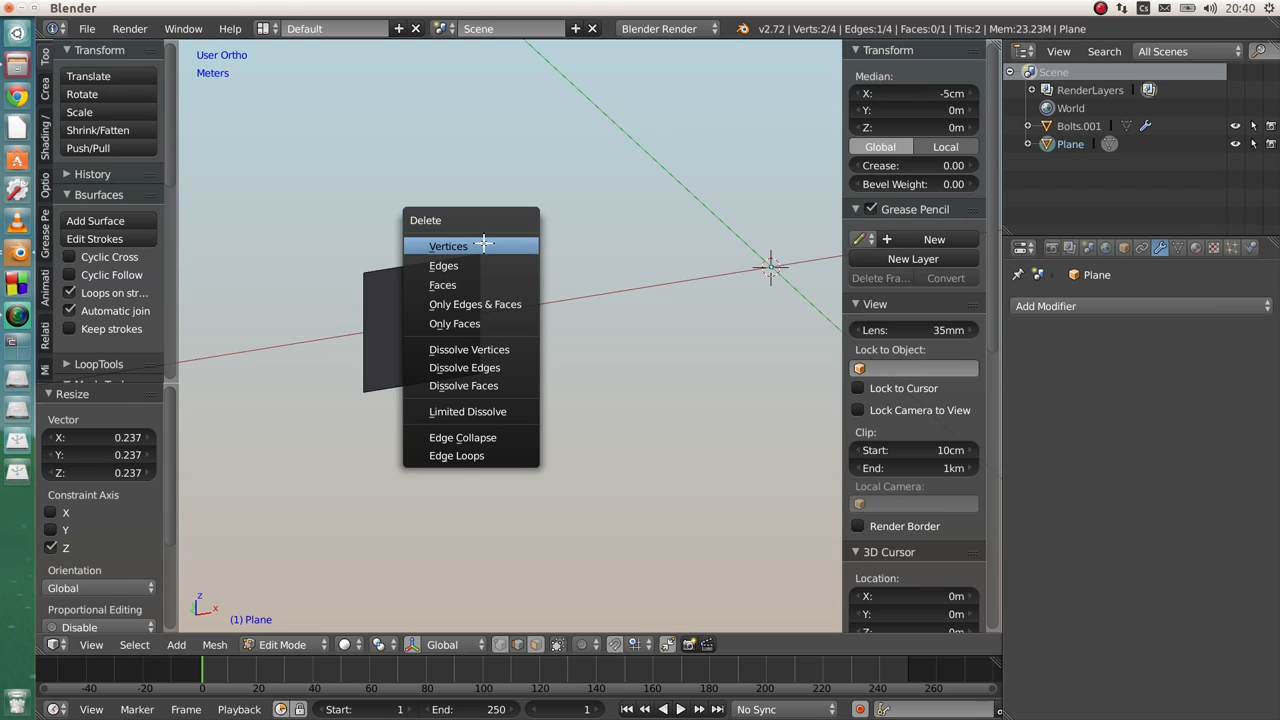 Blender
Cs
20:40
File
Render
Window
Help
Default
Scene
Blender Render
v2.72 | Verts:2/4 | Edges:1/4 | Faces:0/1 | Tris:2 | Mem:23.23M | Plane
Too
Crea
Shading /
Optio
Grease Pe
Relati
Mi
Transform
Translate
Rotate
Scale
Shrink/Fatten
Push/Pull
History
Bsurfaces
Add Surface
Edit Strokes
Cyclic Cross
Cyclic Follow
Loops on str...
Automatic join
Keep strokes
LoopTools
Resize
Vector
X: 0.237
Y: 0.237
Z: 0.237
Constraint Axis
X
Y
Z
Orientation
Global
Proportional Editing
Disable
User Ortho
Meters
Delete
Vertices
Edges
Faces
Only Edges & Faces
Only Faces
Dissolve Vertices
Dissolve Edges
Dissolve Faces
Limited Dissolve
Edge Collapse
Edge Loops
z
x
(1) Plane
Transform
Median:
X: -5cm
Y: 0m
Z: 0m
Global
Local
Crease: 0.00
Bevel Weight: 0.00
Grease Pencil
New
New Layer
Delete Fra...
Convert
View
Lens: 35mm
Lock to Object:
Lock to Cursor
Lock Camera to View
Clip:
Start: 10cm
End: 1km
Local Camera:
Render Border
3D Cursor
Location:
X: 0m
Y: 0m
View
Search
All Scenes
Scene
RenderLayers
World
Bolts.001
Plane
Plane
Add Modifier
View
Select
Add
Mesh
Edit Mode
Global
-40 -20 0 20 40 60 80 100 120 140 160 180 200 220 240 260
View
Marker
Frame
Playback
Start: 1
End: 250
1
No Sync